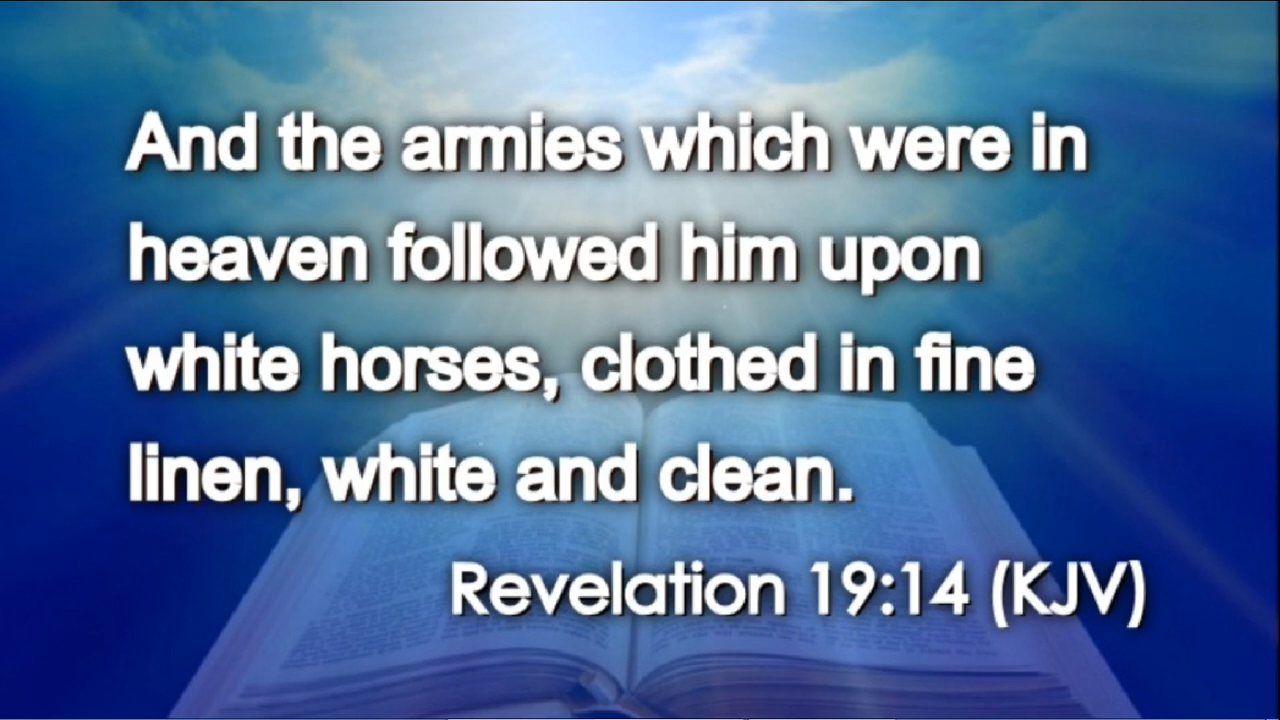 And the armies which were in
heaven followed him upon
white horses, clothed in fine
linen, white and clean.
Revelation 19:14 (KJV)